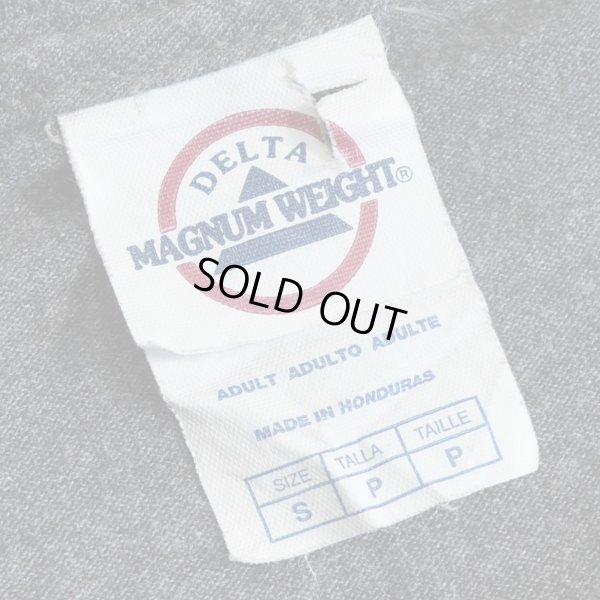 DELTA
MAGNUM WEIGHT®
SOLD OUT
ADULT ADULTO ADULTE
MADE IN HONDURAS
SIZE TALLA TAILLE
S P P